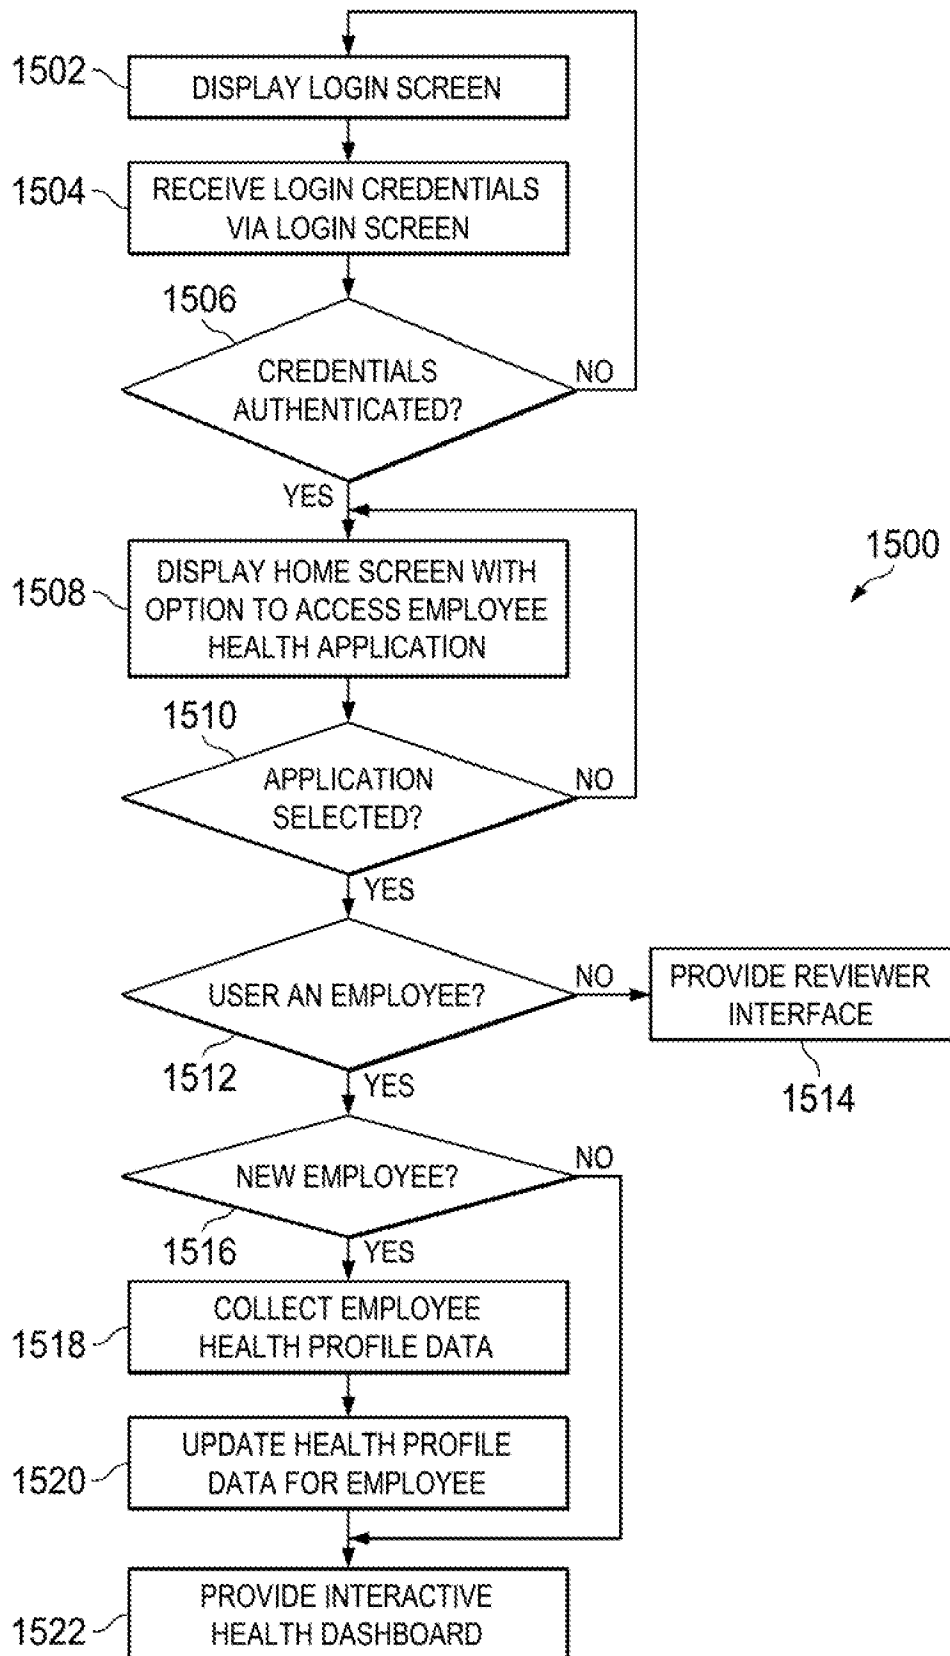 1502
DISPLAY LOGIN SCREEN
1504
RECEIVE LOGIN CREDENTIALS
VIA LOGIN SCREEN
1506
CREDENTIALS
AUTHENTICATED?
NO
YES
1500
1508
DISPLAY HOME SCREEN WITH
OPTION TO ACCESS EMPLOYEE
HEALTH APPLICATION
1510
APPLICATION
SELECTED?
NO
YES
USER AN EMPLOYEE?
NO
PROVIDE REVIEWER
INTERFACE
1512
YES
1514
NEW EMPLOYEE?
NO
1516
YES
1518
COLLECT EMPLOYEE
HEALTH PROFILE DATA
1520
UPDATE HEALTH PROFILE
DATA FOR EMPLOYEE
1522
PROVIDE INTERACTIVE
HEALTH DASHBOARD